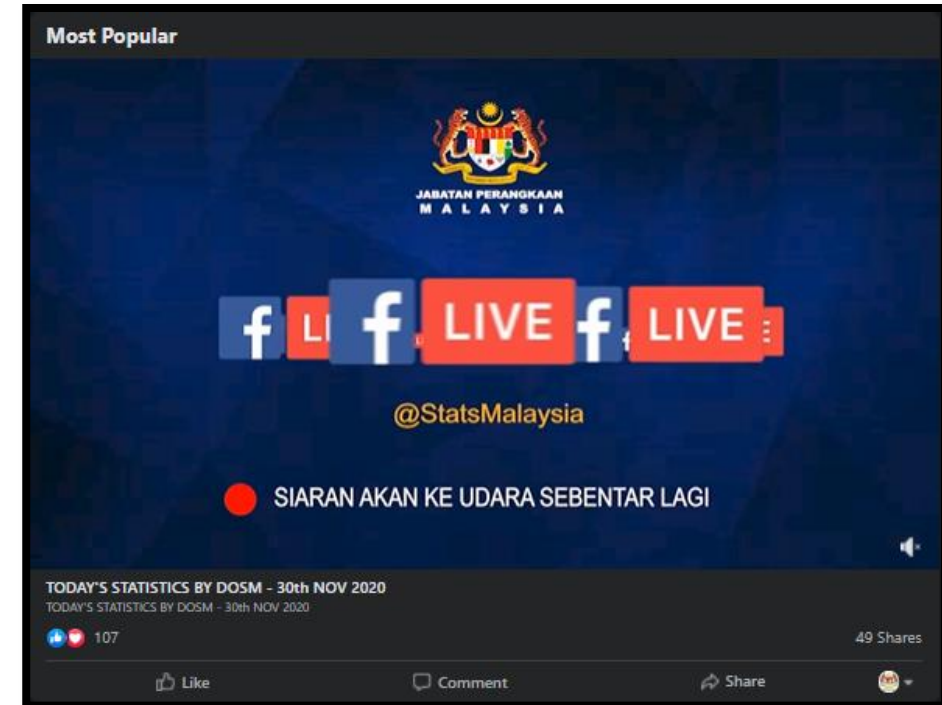 Most Popular
JABATAN PERANGKAAN
MALAYSIA
f LI f LIVE f LIVE E
@StatsMalaysia
SIARAN AKAN KE UDARA SEBENTAR LAGI
TODAY'S STATISTICS BY DOSM - 30th NOV 2020
TODAY'S STATISTICS BY DOSM - 30th NOV 2020
107 49 Shares
Like Comment Share